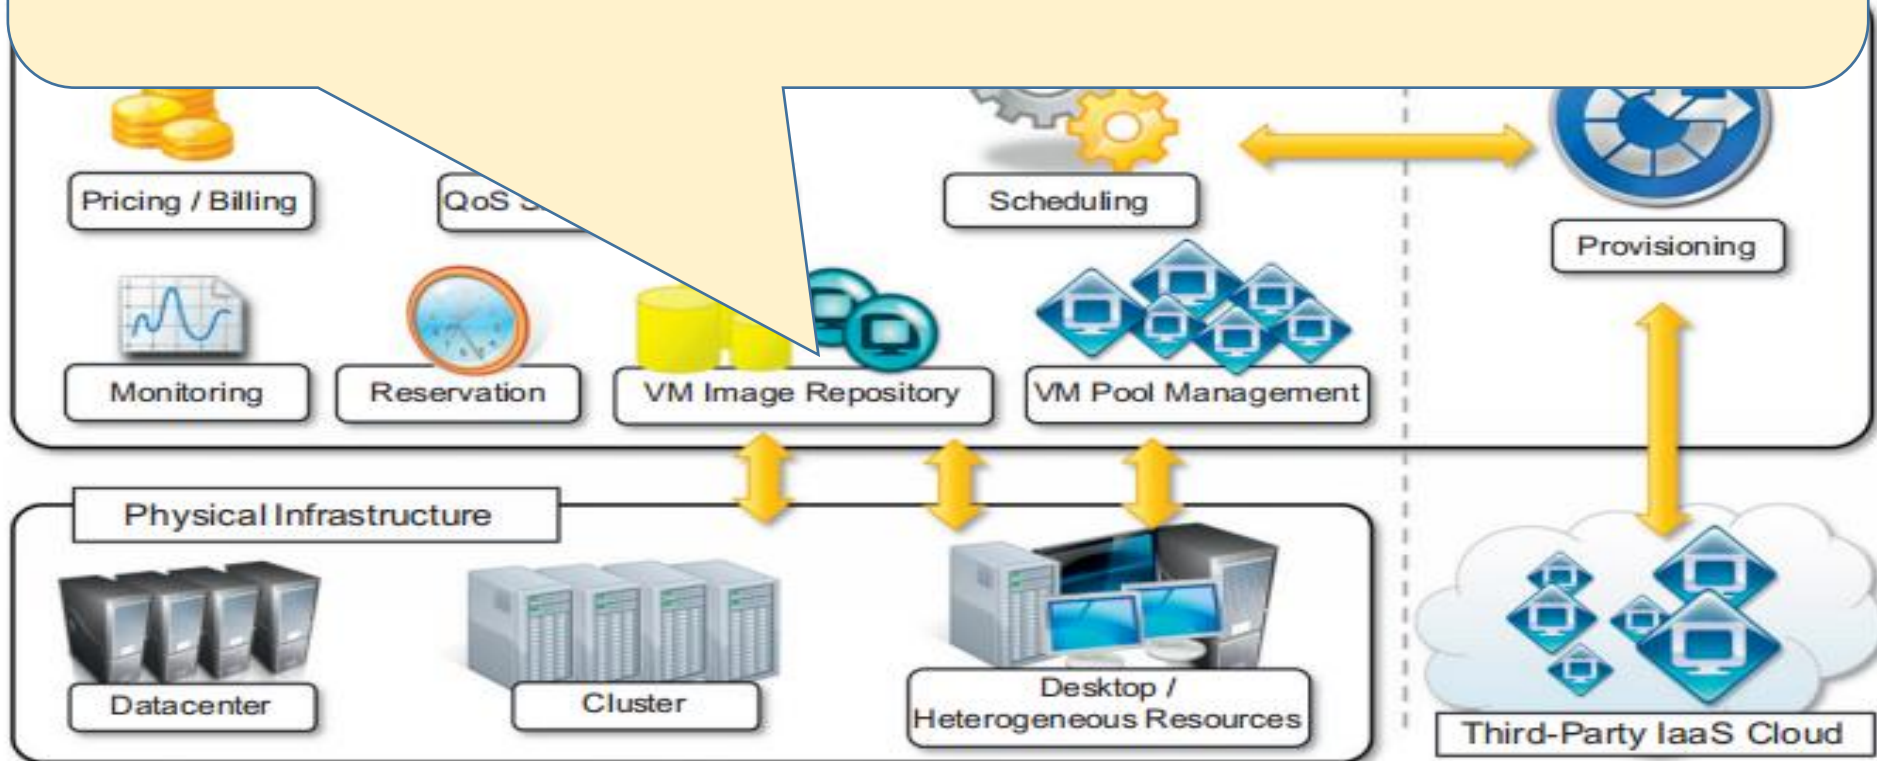 Pricing / Billing
QoS
Scheduling
Provisioning
Monitoring
Reservation
VM Image Repository
VM Pool Management
Physical Infrastructure
Datacenter
Cluster
Desktop /
Heterogeneous Resources
Third-Party IaaS Cloud